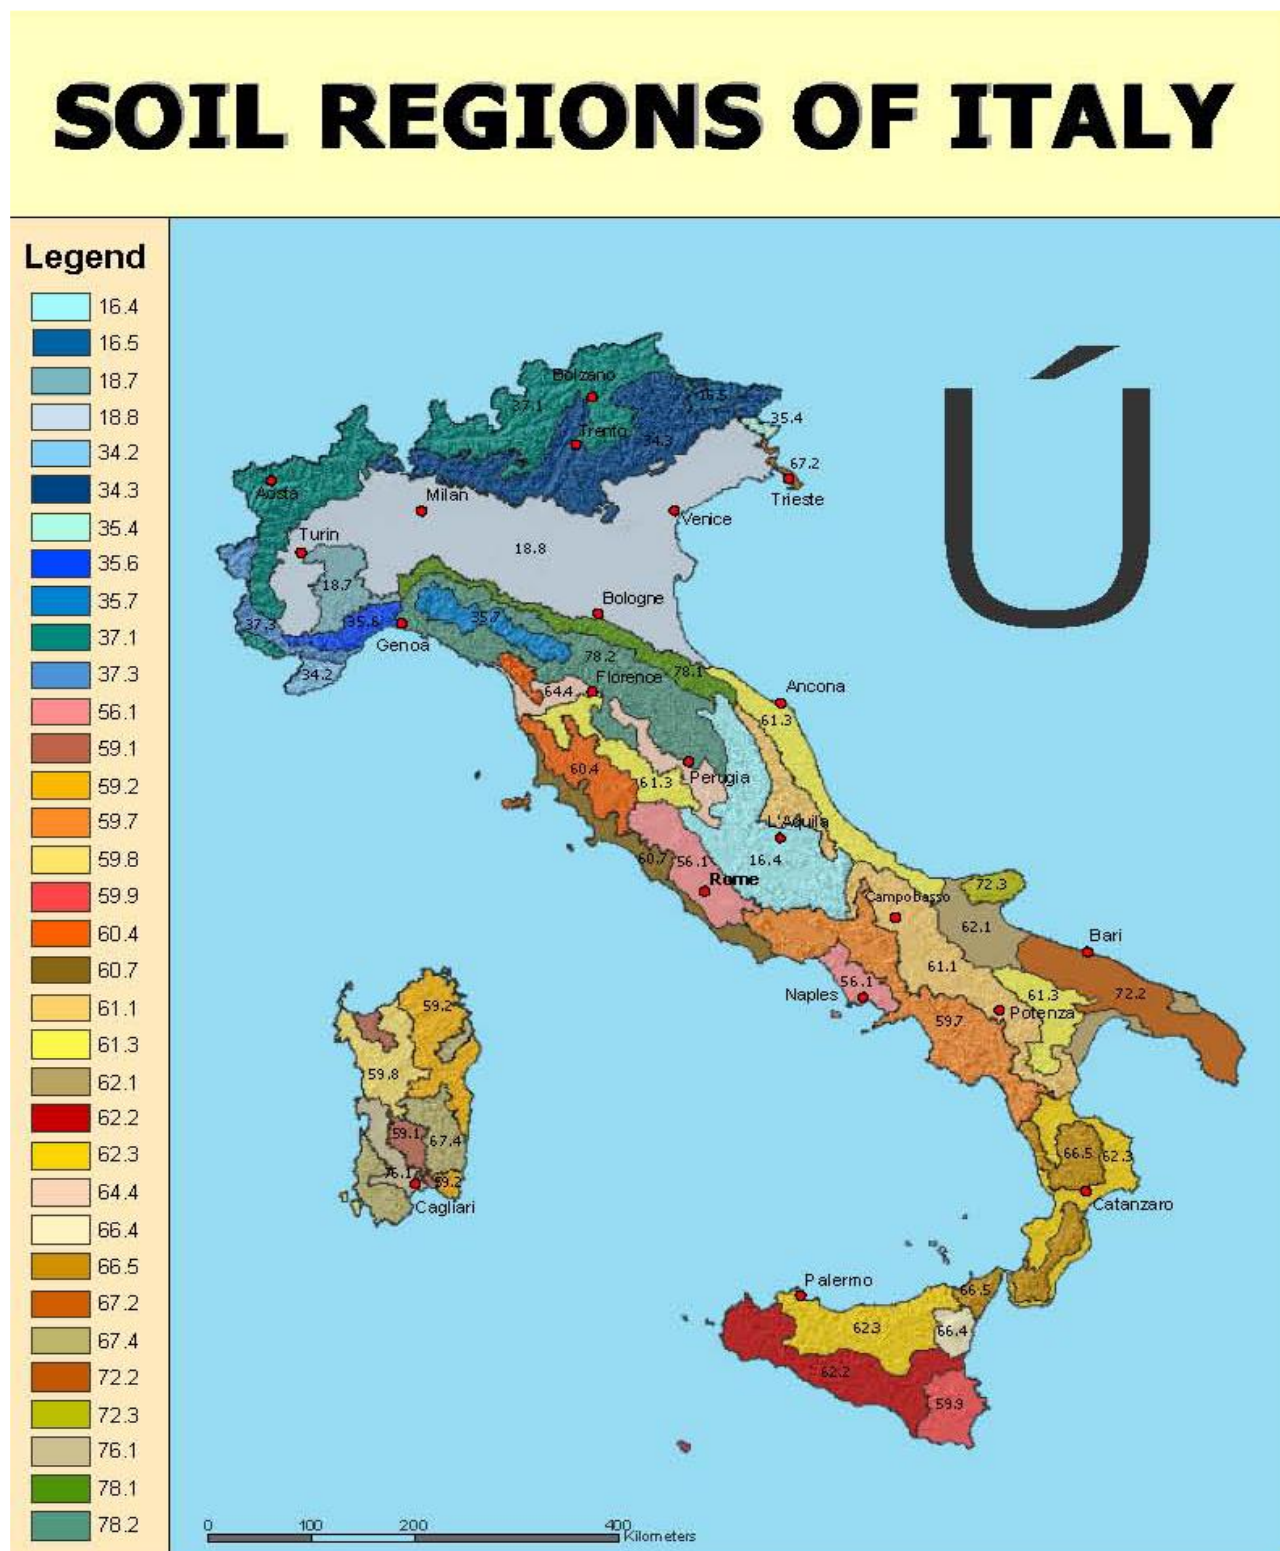 SOIL REGIONS OF ITALY
Legend
16.4
16.5
18.7
18.8
34.2
34.3
35.4
35.6
35.7
37.1
37.3
56.1
59.1
59.2
59.7
59.8
59.9
60.4
60.7
61.1
61.3
62.1
62.2
62.3
64.4
66.4
66.5
67.2
67.4
72.2
72.3
76.1
78.1
78.2
Ú
Bolzano
37.1
16.5
35.4
Trento
34.3
67.2
Aosta
Milan
Trieste
Venice
Turin
18.8
18.7
Bologne
37.3
35.6
35.7
Genoa
78.2
34.2
Florence
78.1
64.4
Ancona
61.3
60.4
61.3
Perugia
L'Aquila
60.7
56.1
16.4
Rome
72.3
Campobasso
62.1
Bari
61.1
56.1
61.3
72.2
Naples
Potenza
59.7
59.2
59.8
59.1
67.4
76.1
59.2
Cagliari
66.5
62.3
Catanzaro
Palermo
66.5
62.3
66.4
62.2
59.9
0 100 200 400
Kilometers